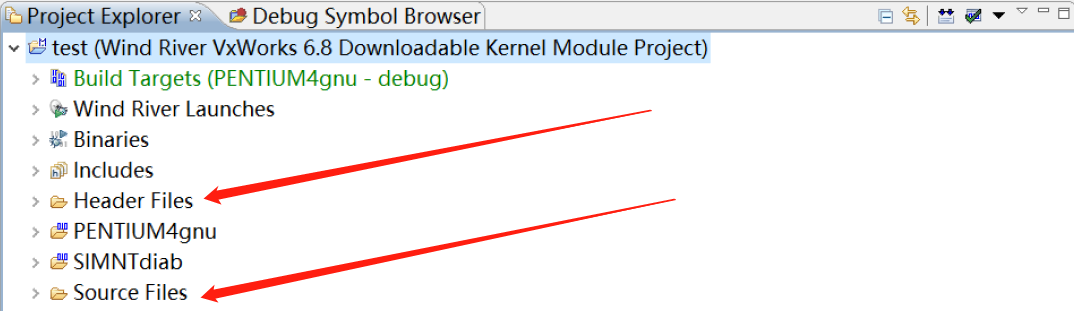 Project Explorer Debug Symbol Browser
test (Wind River VxWorks 6.8 Downloadable Kernel Module Project)
Build Targets (PENTIUM4gnu - debug)
Wind River Launches
Binaries
Includes
Header Files
PENTIUM4gnu
SIMNTdiab
Source Files